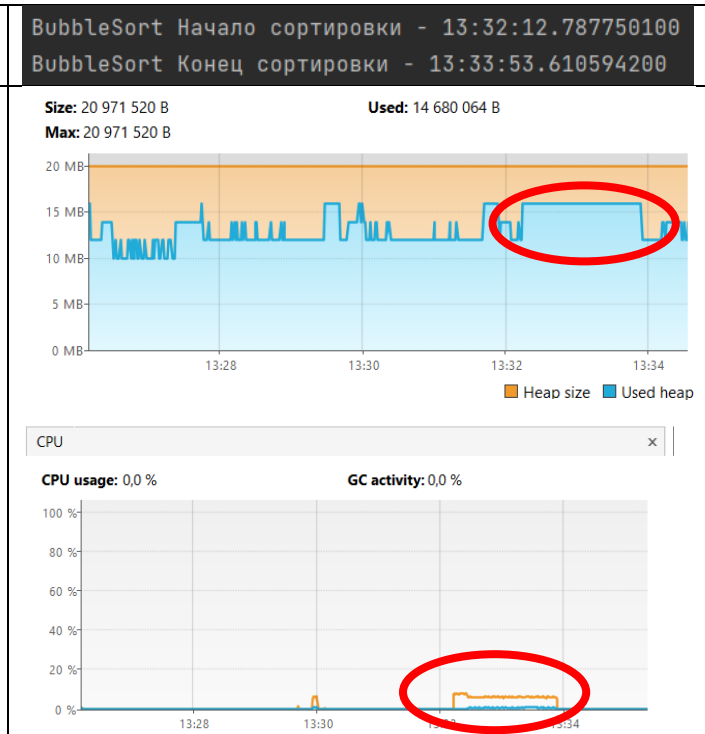 BubbleSort Начало сортировки - 13:32:12.787750100
BubbleSort Конец сортировки - 13:33:53.610594200
Size: 20 971 520 B Used: 14 680 064 B
Max: 20 971 520 B
20 MB
15 MB
10 MB
5 MB
0 MB
13:28 13:30 13:32 13:34
Heap size Used heap
CPU x
CPU usage: 0,0 % GC activity: 0,0 %
100 %
80 %
60 %
40 %
20 %
0 %
13:28 13:30 :34